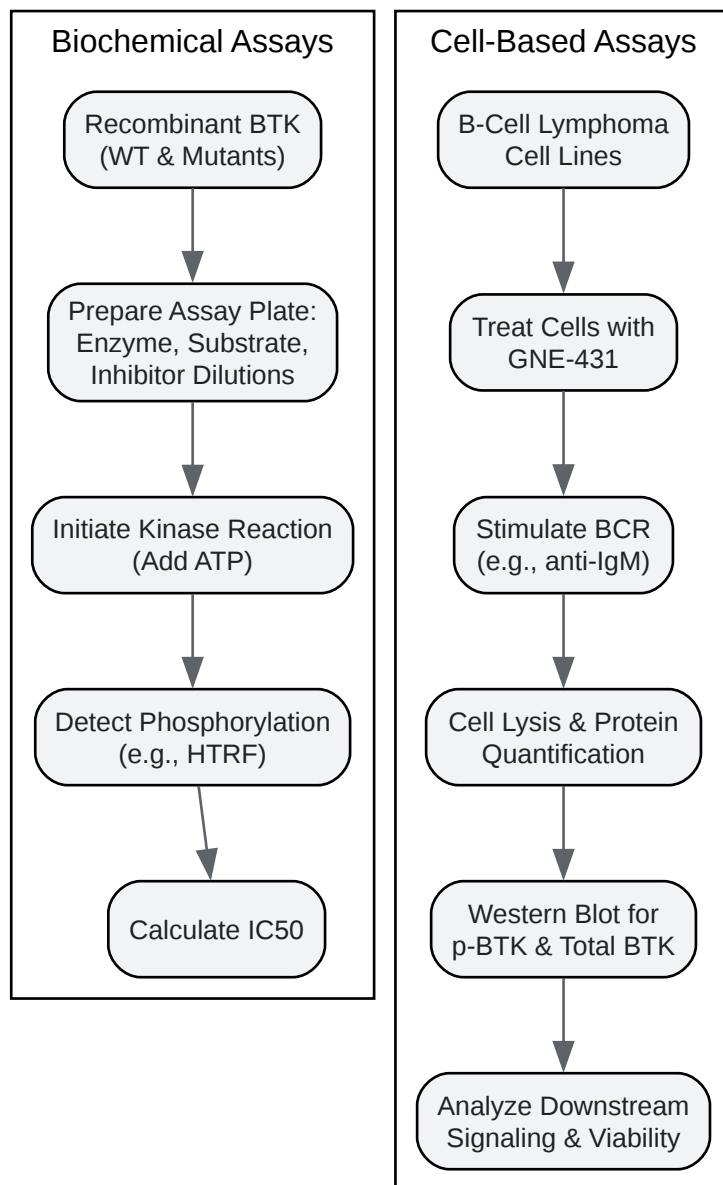 Biochemical Assays
Recombinant BTK
(WT & Mutants)
Prepare Assay Plate:
Enzyme, Substrate,
Inhibitor Dilutions
Initiate Kinase Reaction
(Add ATP)
Detect Phosphorylation
(e.g., HTRF)
Calculate IC50
Cell-Based Assays
B-Cell Lymphoma
Cell Lines
Treat Cells with
GNE-431
Stimulate BCR
(e.g., anti-IgM)
Cell Lysis & Protein
Quantification
Western Blot for
p-BTK & Total BTK
Analyze Downstream
Signaling & Viability